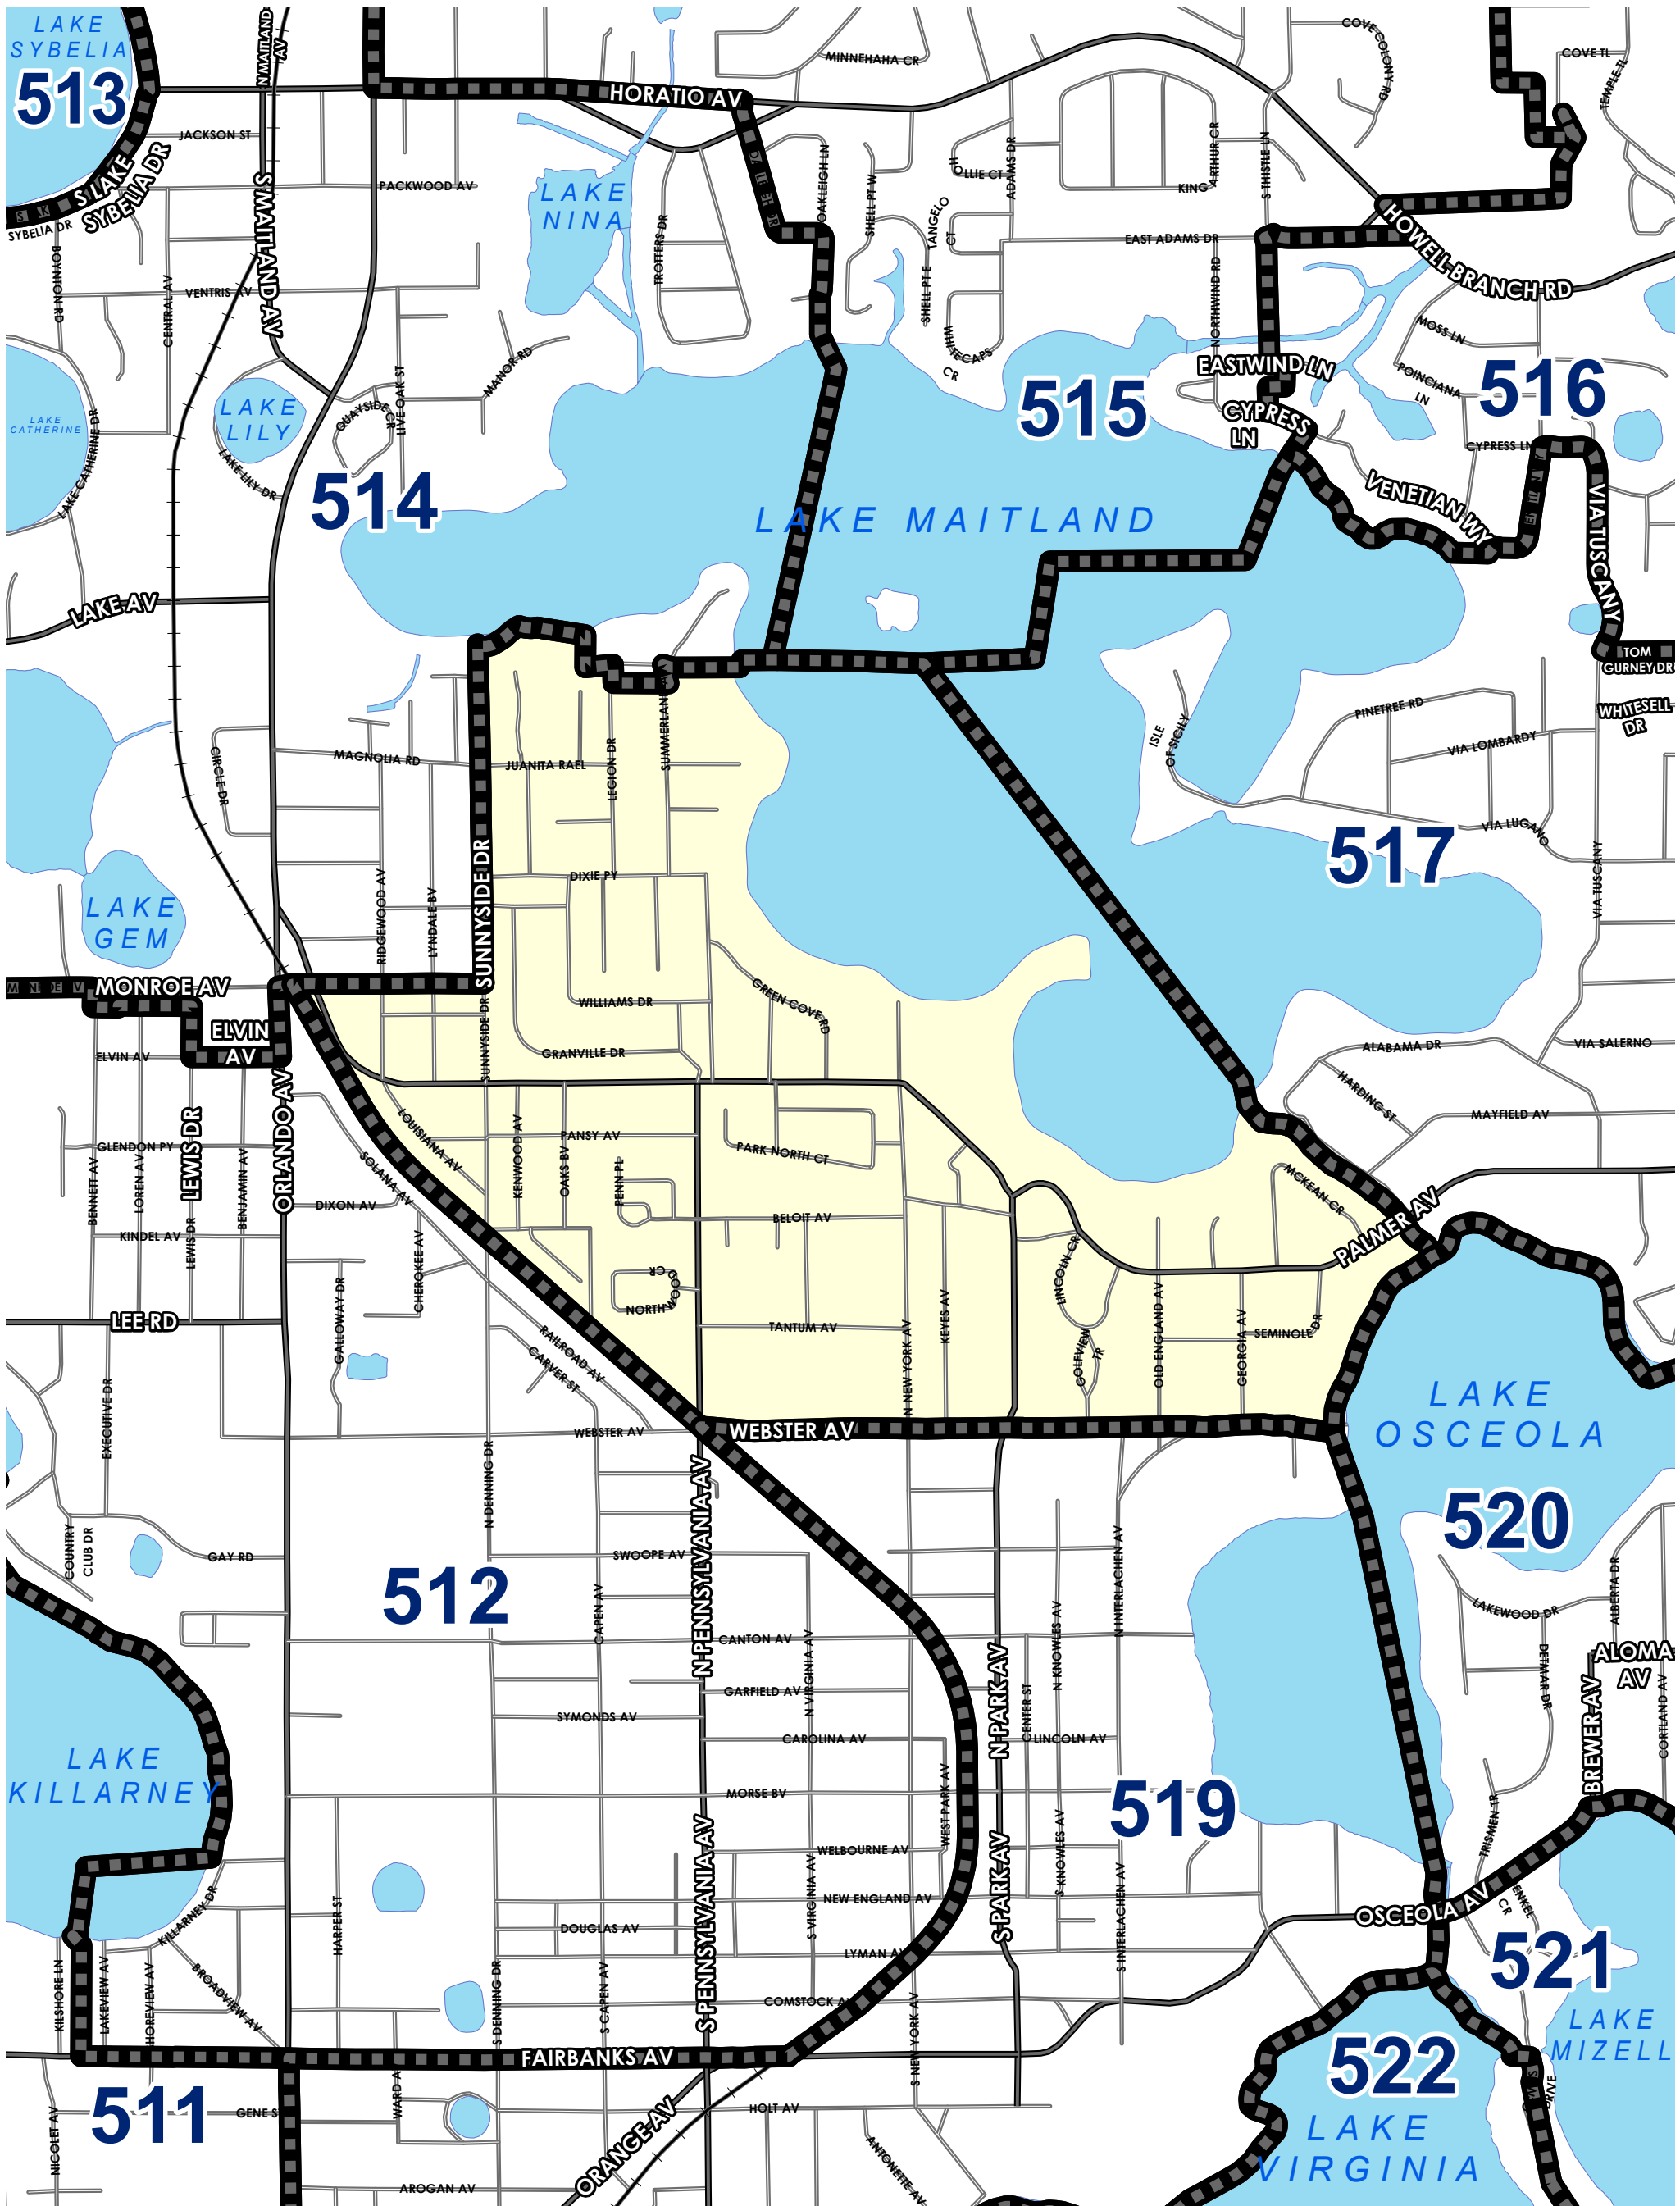 LAKE
SYBELIA
513
N MAITLAND
AV
MINNEHAHA CR
COVE COLONY RD
COVE TL
TEMPLE TL
HORATIO AV
JACKSON ST
S LAKE
SYBELIA DR
SYBELIA DR
PACKWOOD AV
LAKE
NINA
OAKLEIGH LN
SHELL PT W
TANGELO
CT
HOLLIE CT
ADAMS DR
KING ARTHUR CR
S THISTLE LN
S MAITLAND AV
BOYNTON RD
CENTRAL AV
VENTRIS AV
TROTTERS DR
SHELL PT E
EAST ADAMS DR
NORTHWIND RD
HOWELL BRANCH RD
MANOR RD
WHITECAPS
CR
MOSS LN
EASTWIND LN
POINCIANA
LN
516
515
CYPRESS
LN
CYPRESS LN
LAKE
CATHERINE
LAKE CATHERINE DR
LAKE
LILY
LAKE LILY DR
QUAYSIDE
CR
LIVE OAK ST
514
LAKE MAITLAND
VENETIAN WY
VIA TUSCANY
LAKE AV
TOM
GURNEY DR
WHITESELL
DR
PINETREE RD
VIA LOMBARDY
ISLE
OF SICILY
VIA LUGANO
517
VIA TUSCANY
CIRCLE DR
MAGNOLIA RD
JUANITA RAEL
LEGION DR
SUMMERLAND
SUNNYSIDE DR
DIXIE PY
RIDGEWOOD AV
LYNDALE BV
LAKE
GEM
MONROE AV
ELVIN
AV
ELVIN AV
WILLIAMS DR
GREEN COVE RD
GRANVILLE DR
SUNNYSIDE DR
ALABAMA DR
VIA SALERNO
HARDING ST
MAYFIELD AV
ORLANDO AV
LEWIS DR
GLENDON PY
BENNETT AV
LOREN AV
LEWIS DR
BENJAMIN AV
KINDEL AV
LOUISIANA AV
SOLANA AV
DIXON AV
CHEROKEE AV
KENWOOD AV
OAKS BV
PANSY AV
PENN PL
PARK NORTH CT
BELOIT AV
MCKEAN CR
PALMER AV
LEE RD
GALLOWAY DR
NORTHWOOD
CR
TANTUM AV
N NEW YORK AV
KEYES AV
LINCOLN CR
GOLFVIEW
TR
OLD ENGLAND AV
GEORGIA AV
SEMINOLE DR
RAILROAD AV
CARVER ST
EXECUTIVE DR
WEBSTER AV
WEBSTER AV
LAKE
OSCEOLA
520
N DENNING DR
N PENNSYLVANIA AV
COUNTRY
CLUB DR
GAY RD
SWOOPE AV
512
CAPEN AV
N INTERLACHEN AV
LAKEWOOD DR
ALBERTA DR
CANTON AV
N VIRGINIA AV
N PARK AV
N KNOWLES AV
DETMAR DR
ALOMA
AV
BREWER AV
CORTLAND AV
GARFIELD AV
SYMONDS AV
CAROLINA AV
CENTER ST
LINCOLN AV
LAKE
KILLARNEY
MORSE BV
WEST PARK AV
519
TRISMEN TR
WELBOURNE AV
S PARK AV
S KNOWLES AV
S INTERLACHEN AV
NEW ENGLAND AV
S VIRGINIA AV
S PENNSYLVANIA AV
DOUGLAS AV
LYMAN AV
OSCEOLA AV
CR
521
KILLARNEY DR
HARPER ST
KILSHORE LN
LAKEVIEW AV
SHOREVIEW AV
BROADVIEW AV
S DENNING DR
S CAPEN AV
COMSTOCK AV
S NEW YORK AV
LAKE
MIZELL
522
FAIRBANKS AV
511
GENE S
WARD A
HOLT AV
NICOLET AV
ORANGE AV
ANTONETTE AV
AROGAN AV
LAKE
VIRGINIA
DRIVE